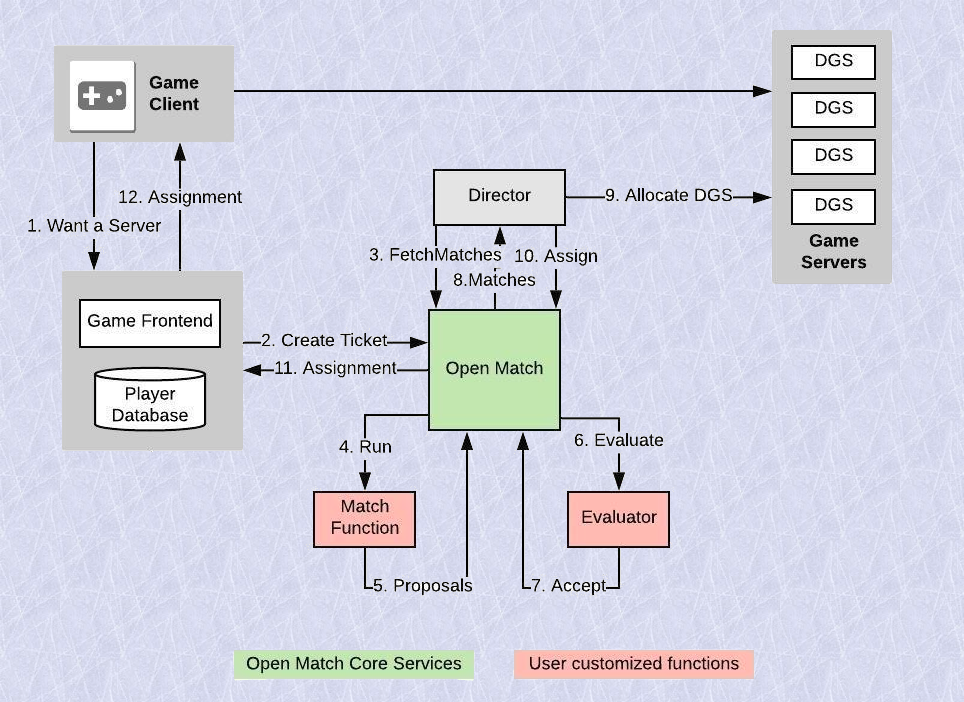 Game
Client
DGS
DGS
DGS
DGS
Game
Servers
12. Assignment
1. Want a Server
Director
9. Allocate DGS
3. FetchMatches
10. Assign
8.Matches
Game Frontend
Player
Database
2. Create Ticket
11. Assignment
Open Match
4. Run
6. Evaluate
Match
Function
Evaluator
5. Proposals
7. Accept
Open Match Core Services
User customized functions